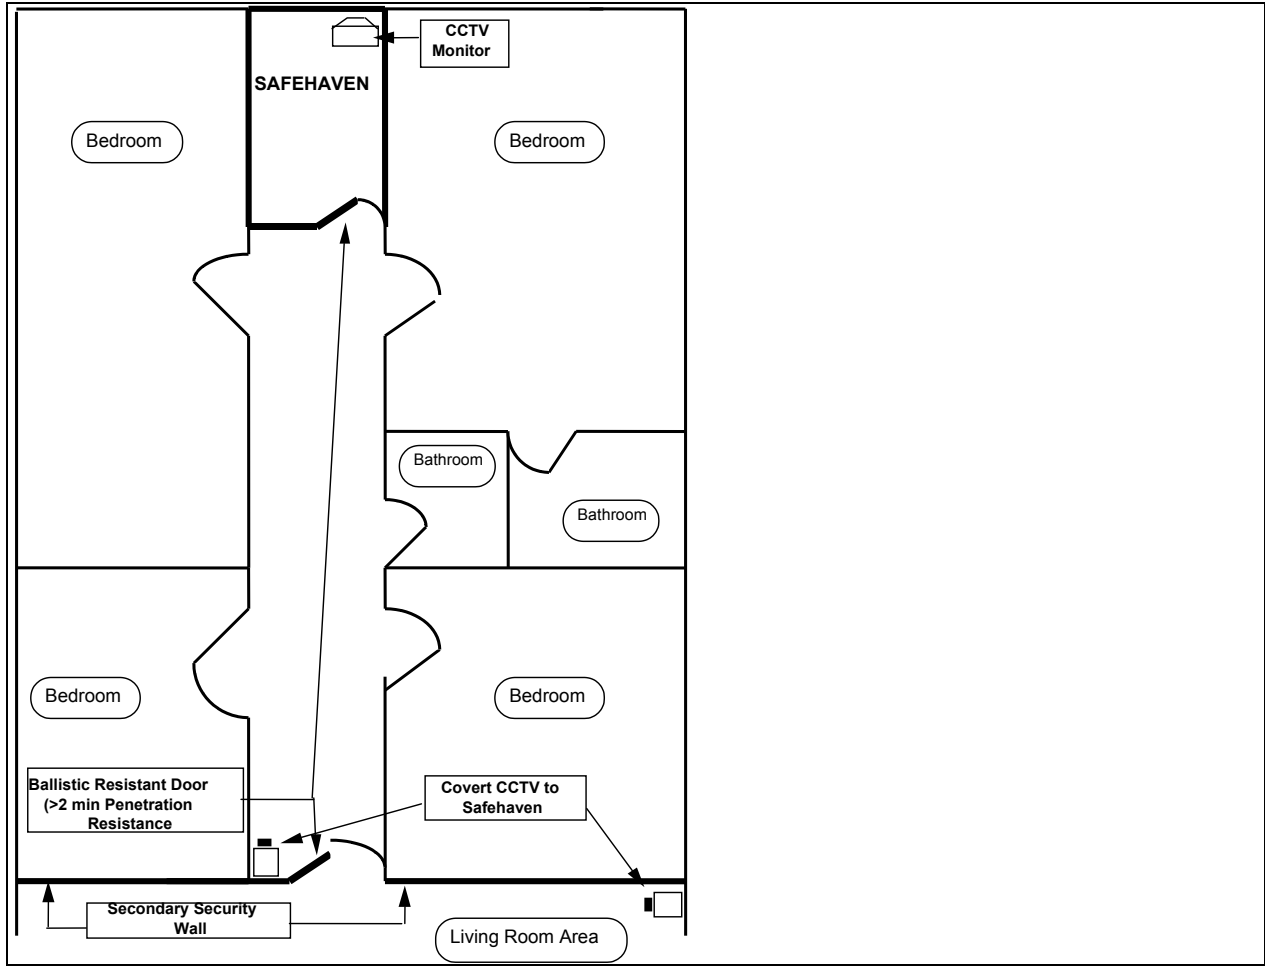 CCTV
Monitor
SAFEHAVEN
Bedroom
Bedroom
Bathroom
Bathroom
Bedroom
Bedroom
Ballistic Resistant Door
(>2 min Penetration
Resistance
Covert CCTV to
Safehaven
Secondary Security
Wall
Living Room Area